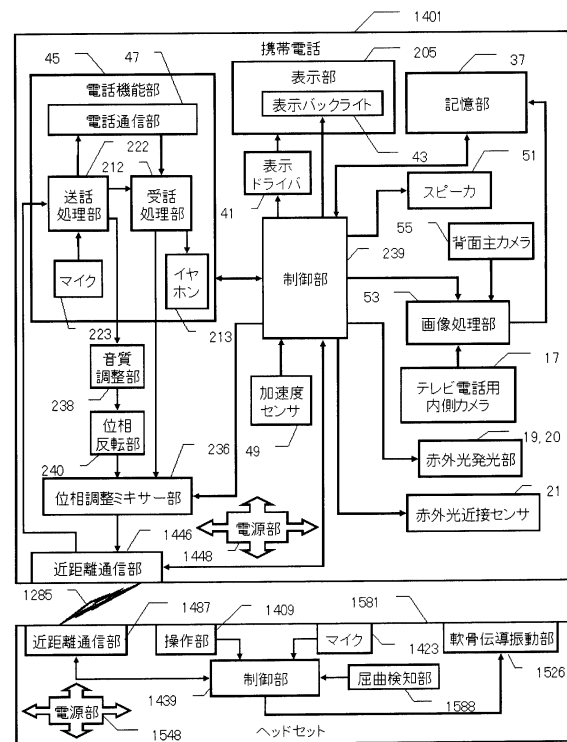 1401
携帯電話
45
47
電話機能部
電話通信部
222
212
送話
処理部
受話
処理部
マイク
イヤ
ホン
223
213
音質
調整部
238
位相
反転部
240
236
位相調整ミキサー部
1446
1448
近距離通信部
205
表示部
表示バックライト
43
表示
ドライバ
41
制御部
239
加速度
センサ
49
電源部
37
記憶部
51
スピーカ
55
背面主カメラ
53
画像処理部
17
テレビ電話用
内側カメラ
19, 20
赤外光発光部
21
赤外光近接センサ
1285
1487
1409
1581
近距離通信部
操作部
マイク
1423
軟骨伝導振動部
1526
1439
制御部
屈曲検知部
1588
電源部
1548
ヘッドセット